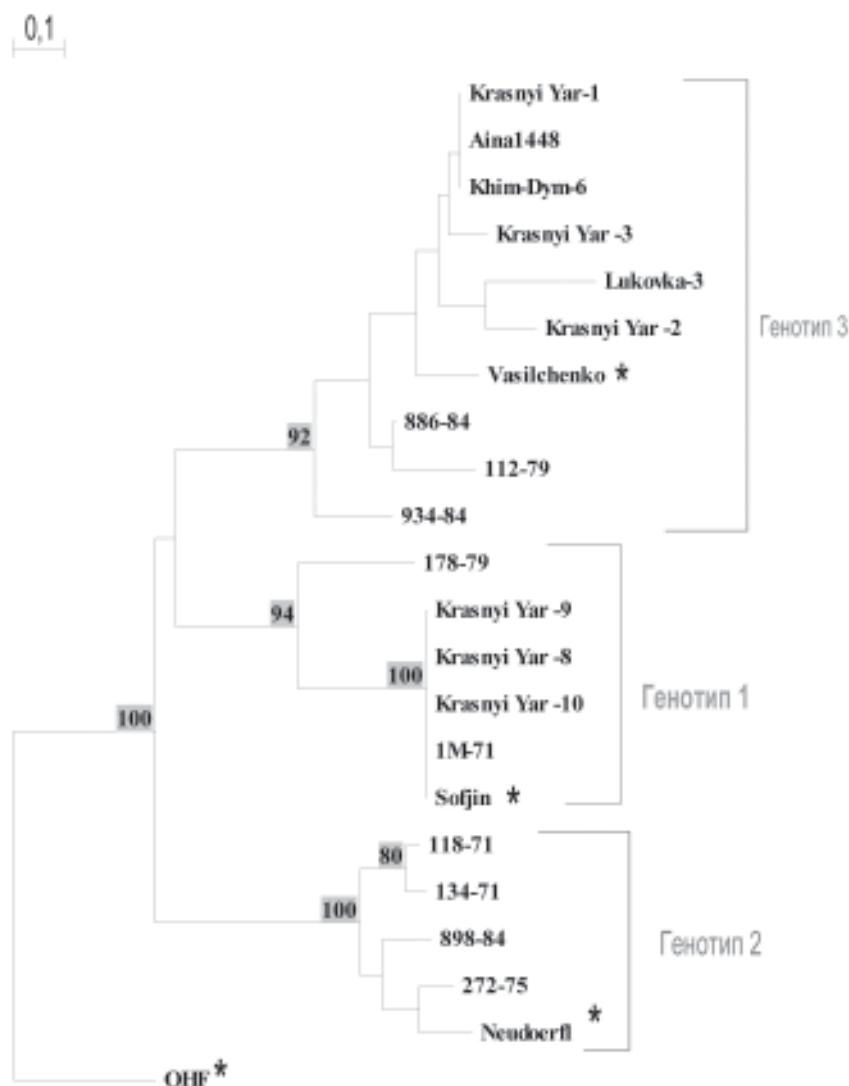 0,1
Krasnyi Yar-1
Aina1448
Khim-Dym-6
Krasnyi Yar -3
Lukovka-3
Генотип 3
Krasnyi Yar -2
Vasilchenko *
886-84
92
112-79
934-84
178-79
Krasnyi Yar -9
94
Krasnyi Yar -8
100
Krasnyi Yar -10
Генотип 1
100
1M-71
Sofjin *
118-71
80
134-71
100
898-84
Генотип 2
272-75
Neudoerfl *
OHF *